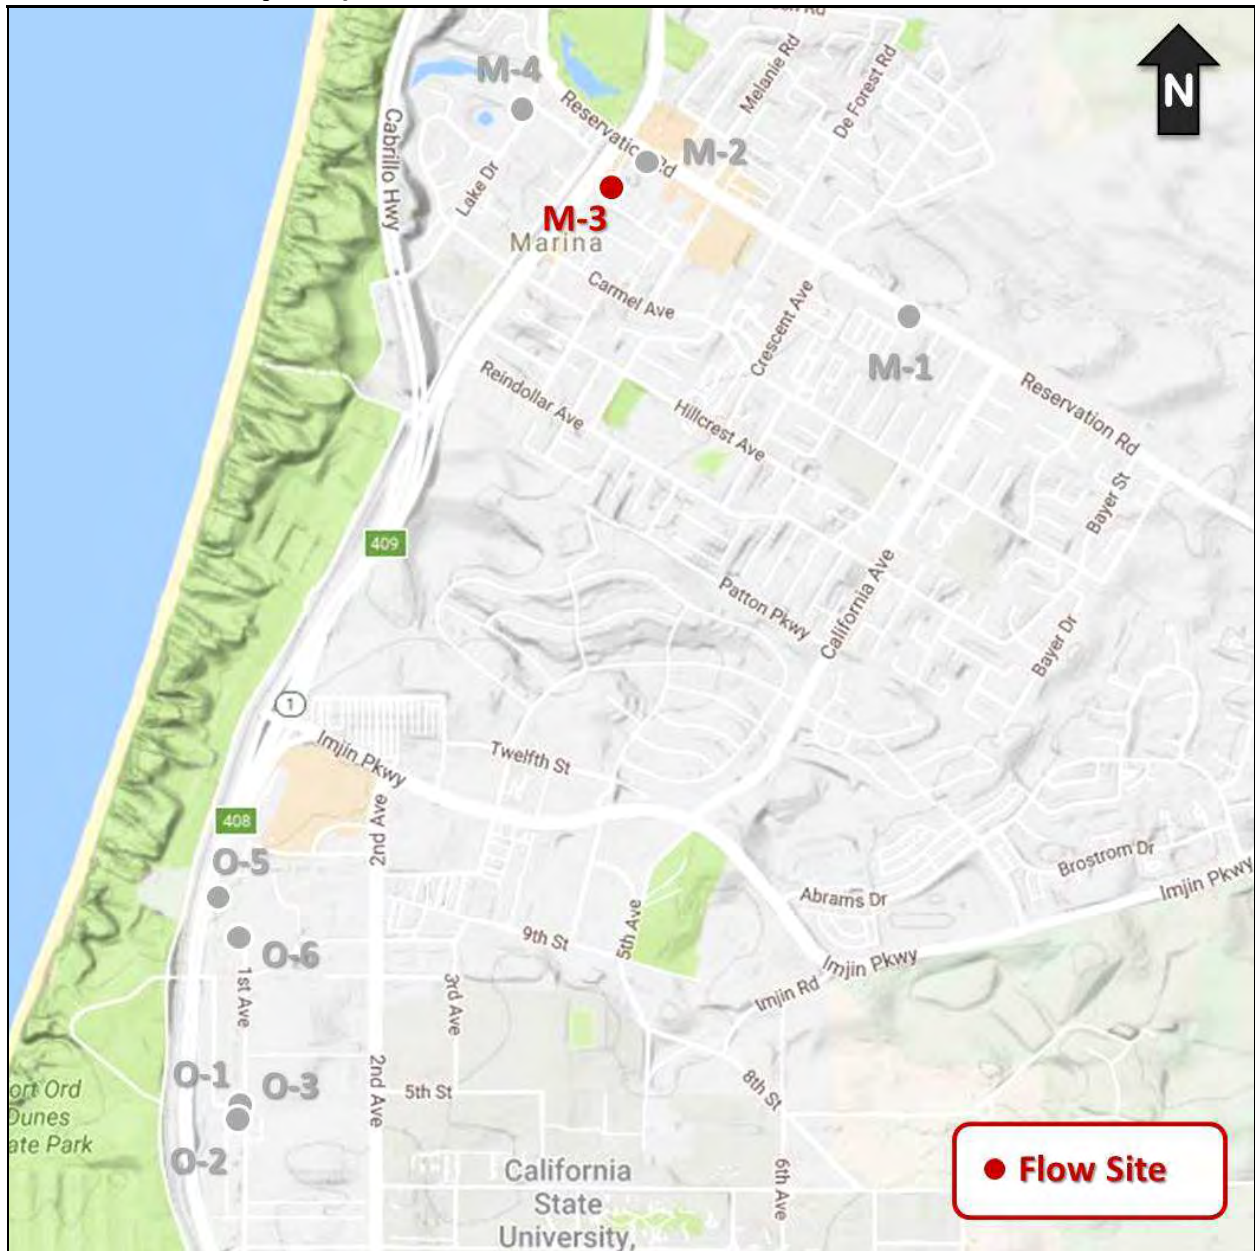 M-4
Reservation Rd
Melanie Rd
De Forest Rd
N
Cabrillo Hwy
M-2
Lake Dr
M-3
Marina
Carmel Ave
Crescent Ave
M-1
Reindollar Ave
Hillcrest Ave
Reservation Rd
Bayer St
409
Patton Pkwy
California Ave
Bayer Dr
1
Imjin Pkwy
Twelfth St
2nd Ave
408
O-5
Brostrom Dr
Imjin Pkwy
Abrams Dr
9th St
5th Ave
O-6
Imjin Pkwy
Imjin Rd
1st Ave
3rd Ave
O-1
O-3
2nd Ave
5th St
8th St
ort Ord
Dunes
ate Park
O-2
California
State
University,
6th Ave
Flow Site